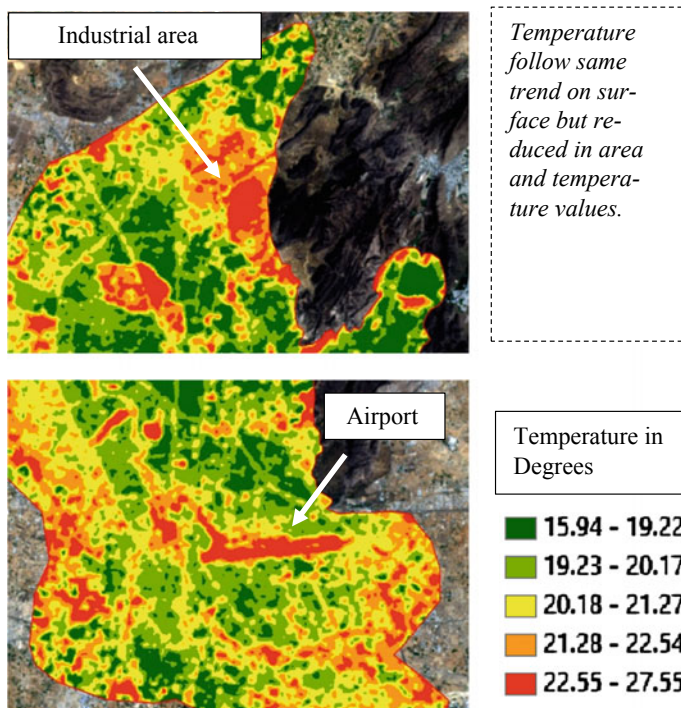 Industrial area
Temperature
follow same
trend on sur-
face but re-
duced in area
and tempera-
ture values.
Airport
Temperature in
Degrees
15.94 - 19.22
19.23 - 20.17
20.18 - 21.27
21.28 - 22.54
22.55 - 27.55